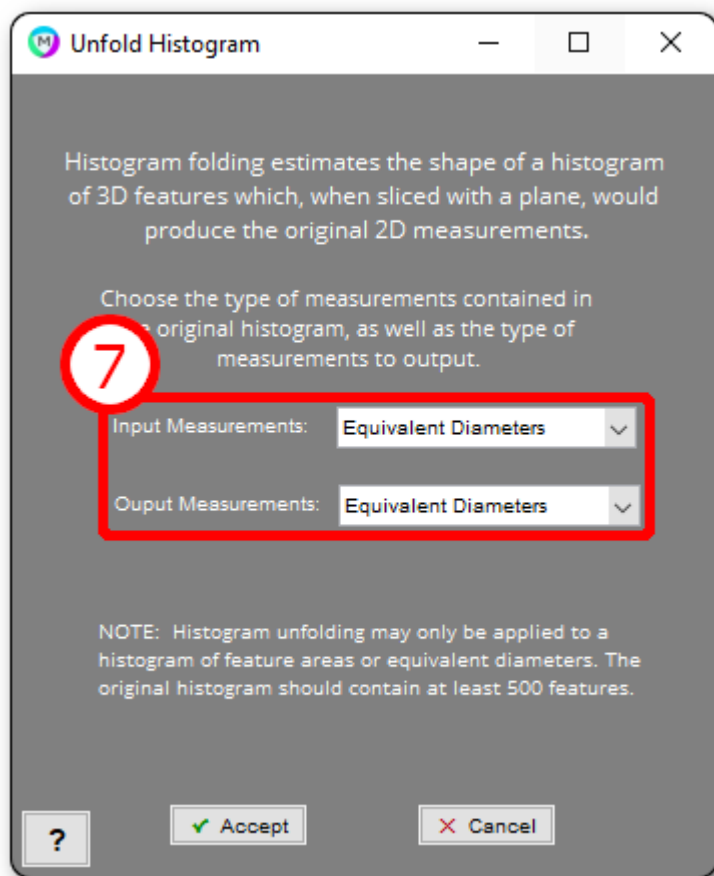 M
Unfold Histogram
Histogram folding estimates the shape of a histogram
of 3D features which, when sliced with a plane, would
produce the original 2D measurements.
Choose the type of measurements contained in
original histogram, as well as the type of
measurements to output.
7
Input Measurements: Equivalent Diameters
Ouput Measurements: Equivalent Diameters
NOTE: Histogram unfolding may only be applied to a
histogram of feature areas or equivalent diameters. The
original histogram should contain at least 500 features.
? Accept Cancel